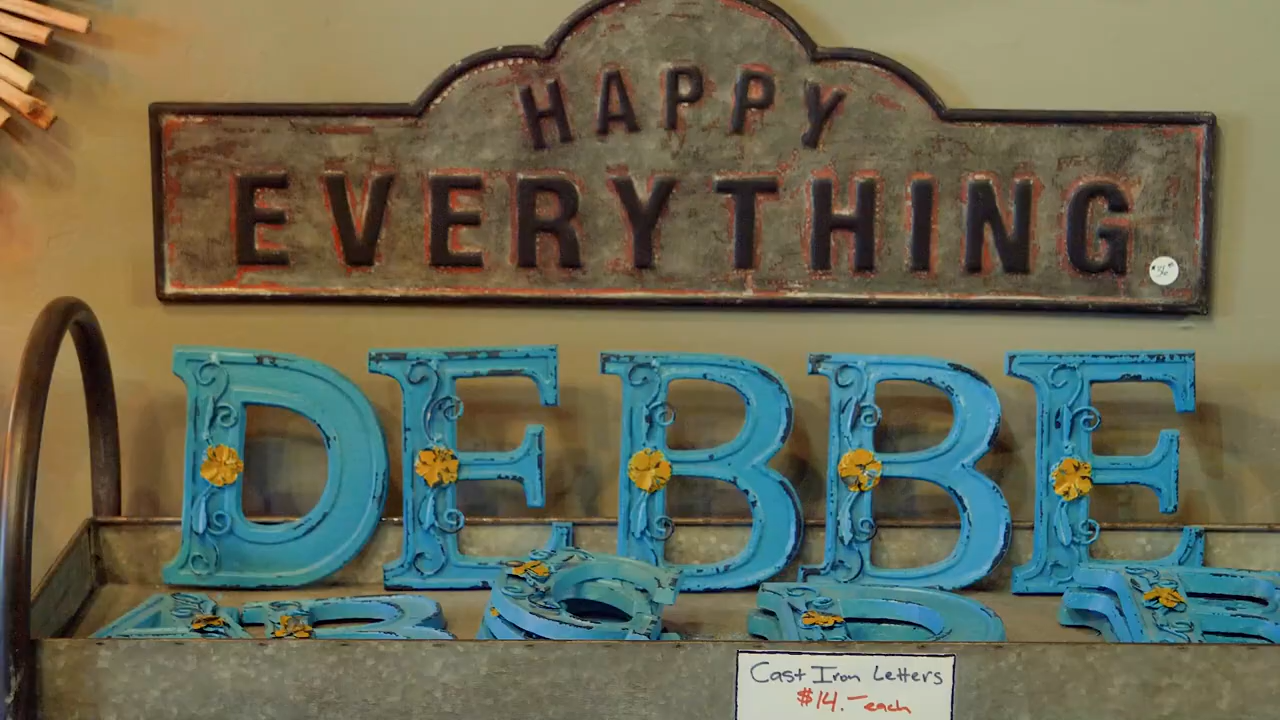 HAPPY
EVERYTHING
DEBBE
Cast Iron Letters
$14.- each